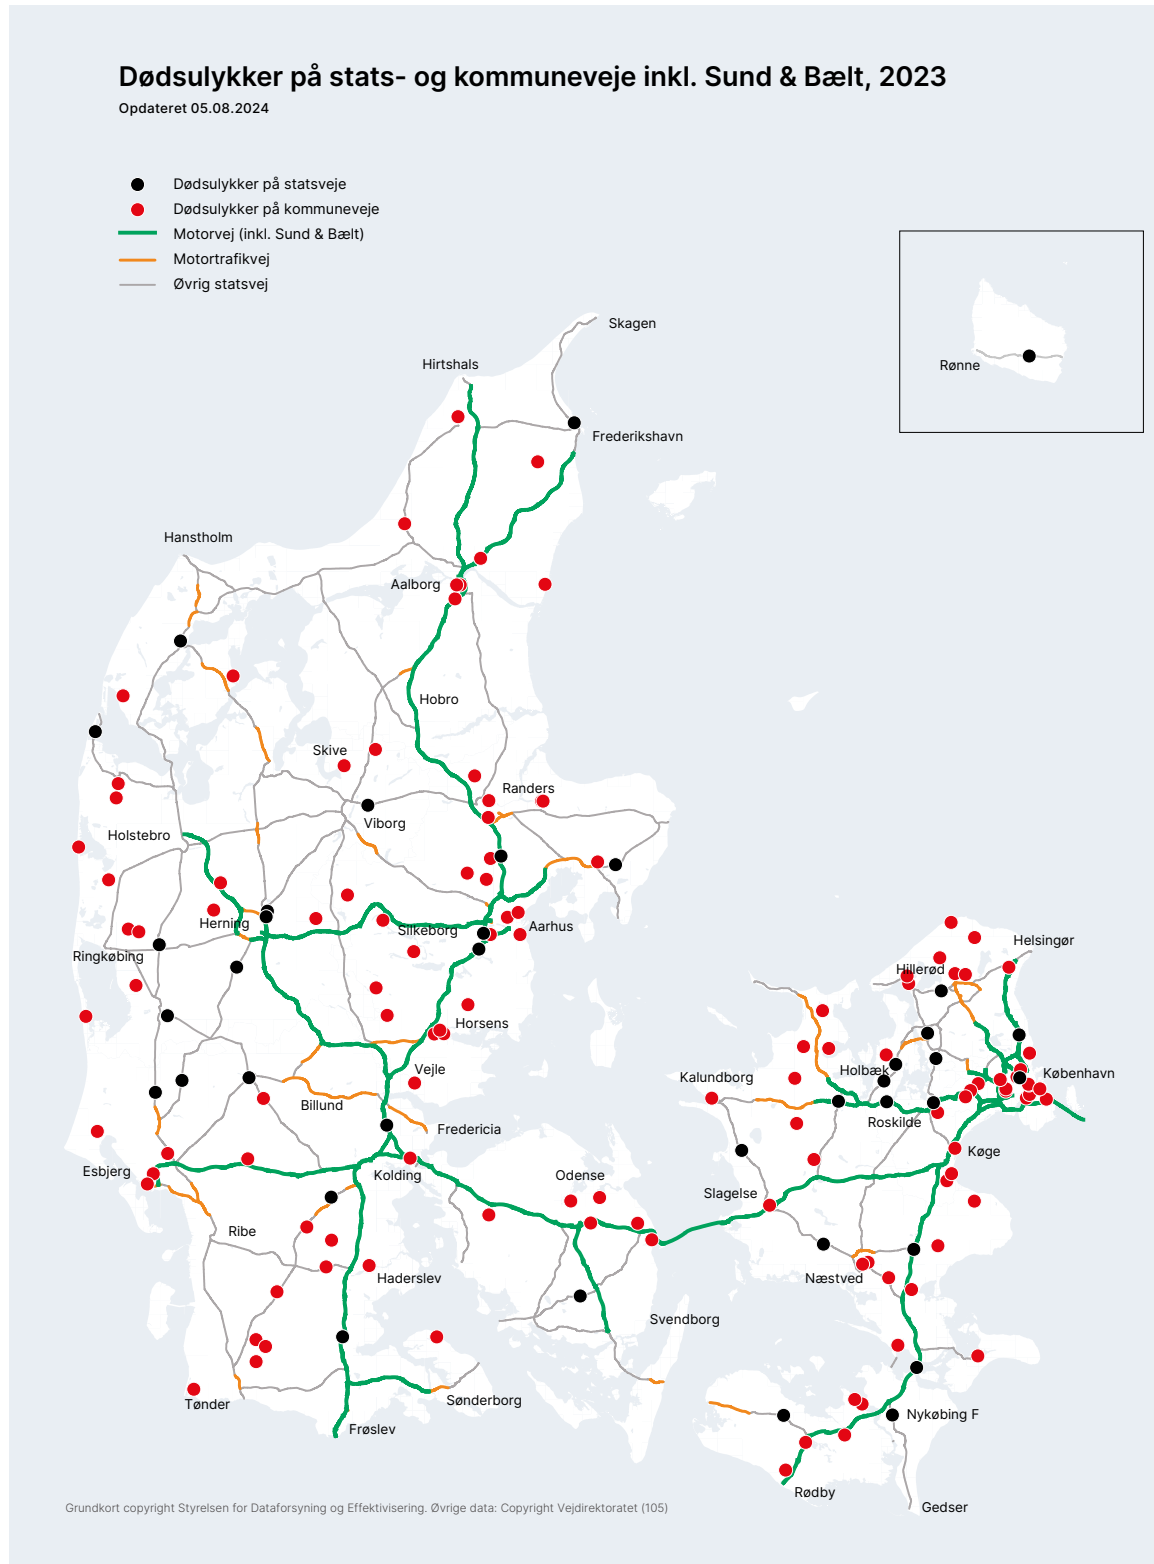 Dødsulykker på stats- og kommuneveje inkl. Sund & Bælt, 2023
Opdateret 05.08.2024
Dødsulykker på statsveje
Dødsulykker på kommuneveje
Motorvej (inkl. Sund & Bælt)
Motortrafikvej
Øvrig statsvej
Skagen
Hirtshals
Rønne
Frederikshavn
Hanstholm
Aalborg
Hobro
Skive
Randers
Viborg
Holstebro
Herning
Silkeborg
Aarhus
Ringkøbing
Helsingør
Hillerød
Horsens
Vejle
Holbæk
København
Kalundborg
Billund
Roskilde
Fredericia
Køge
Esbjerg
Kolding
Odense
Slagelse
Ribe
Haderslev
Næstved
Svendborg
Tønder
Sønderborg
Nykøbing F
Frøslev
Rødby
Gedser
Grundkort copyright Styrelsen for Dataforsyning og Effektivisering. Øvrige data: Copyright Vejdirektoratet (105)